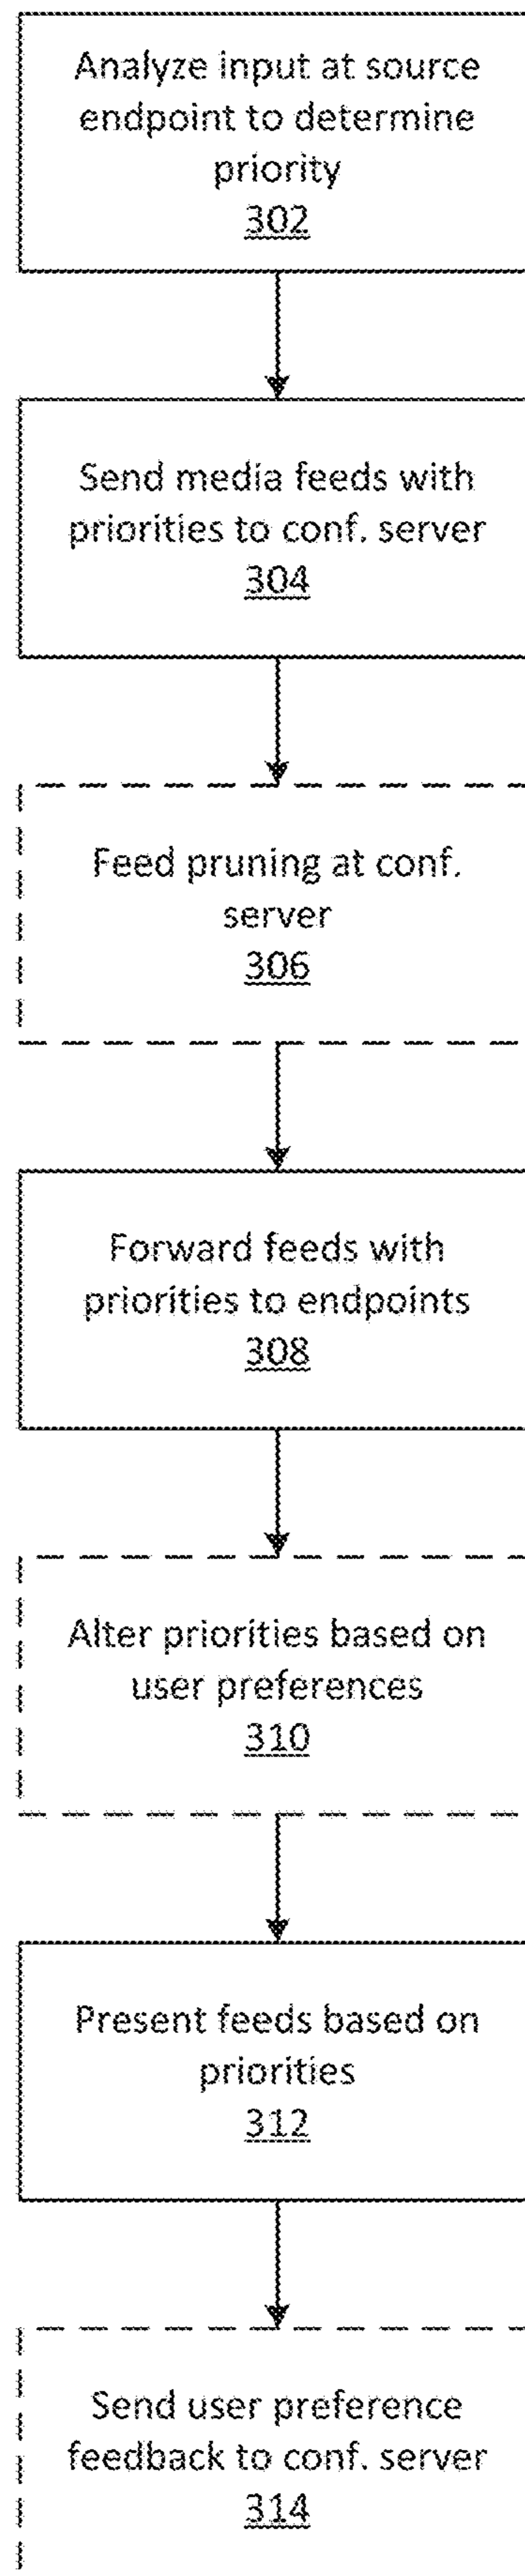 Analyze input at source
endpoint to determine
priority
302
Send media feeds with
priorities to conf. server
304
Feed pruning at conf.
server
306
Forward feeds with
priorities to endpoints
308
Alter priorities based on
user preferences
310
Present feeds based on
priorities
312
Send user preference
feedback to conf. server
314